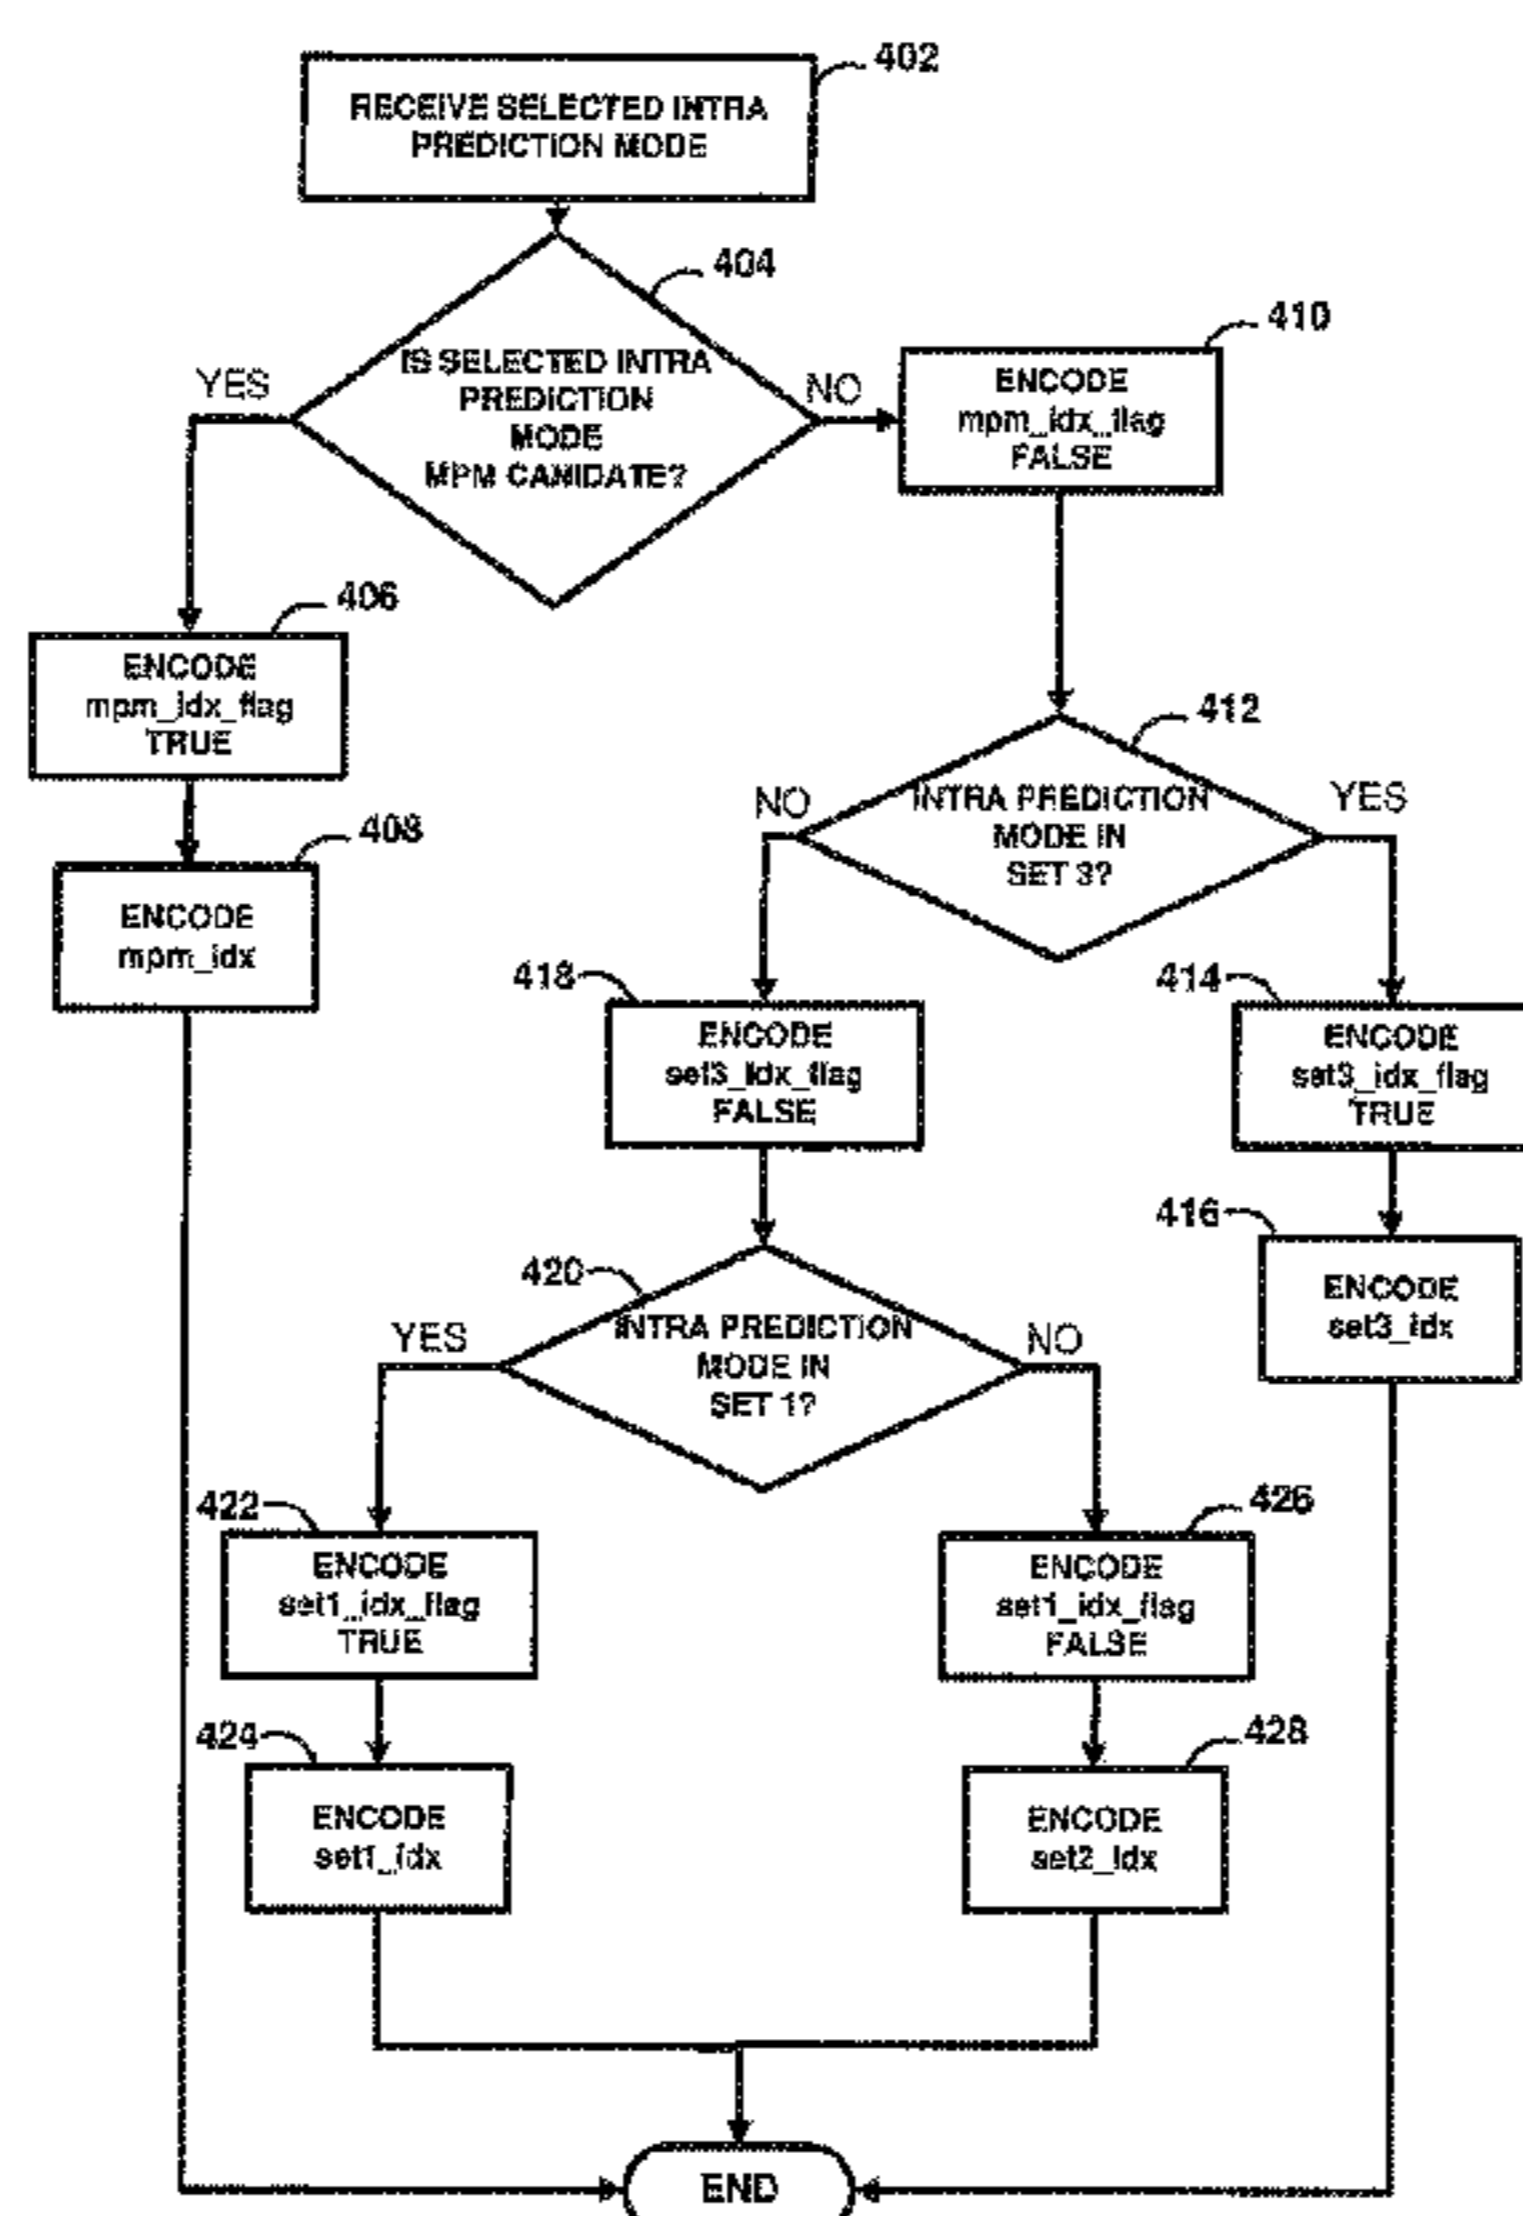 402
RECEIVE SELECTED INTRA
PREDICTION MODE
404
IS SELECTED INTRA
PREDICTION
MODE
MPM CANIDATE?
YES
NO
410
ENCODE
mpm_idx_flag
FALSE
406
ENCODE
mpm_idx_flag
TRUE
408
ENCODE
mpm_idx
412
INTRA PREDICTION
MODE IN
SET 3?
NO
YES
418
ENCODE
set3_idx_flag
FALSE
414
ENCODE
set3_idx_flag
TRUE
416
ENCODE
set3_idx
420
INTRA PREDICTION
MODE IN
SET 1?
YES
NO
422
ENCODE
set1_idx_flag
TRUE
426
ENCODE
set1_idx_flag
FALSE
424
ENCODE
set1_idx
428
ENCODE
set2_idx
END